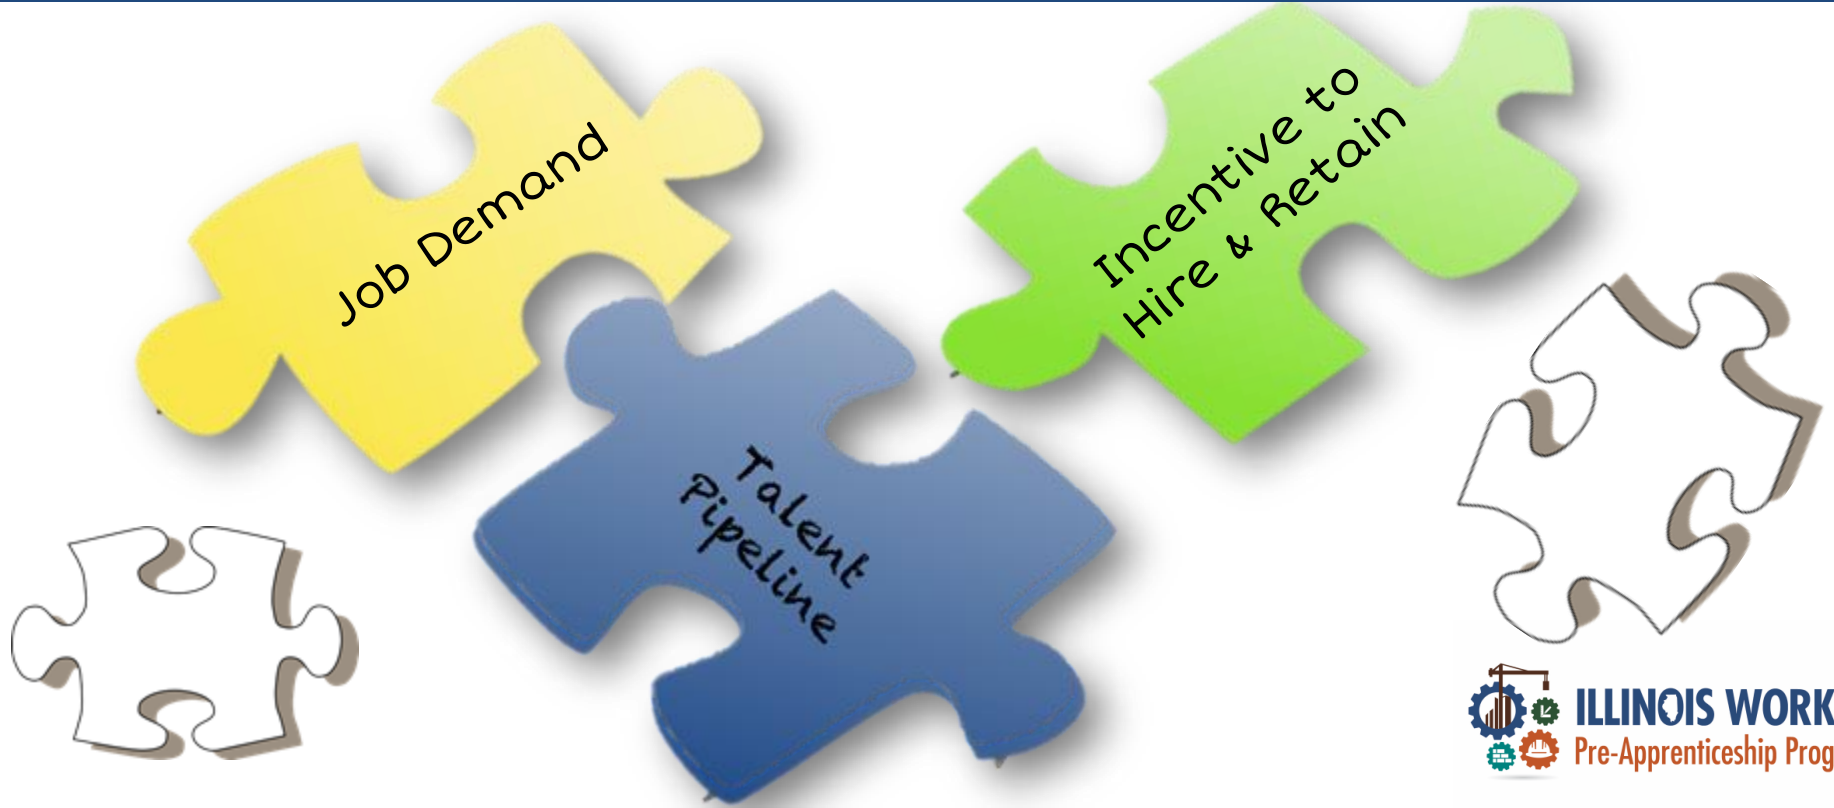 Job Demand
Incentive to
Hire & Retain
Talent
Pipeline
ILLINOIS WORK
Pre-Apprenticeship Prog